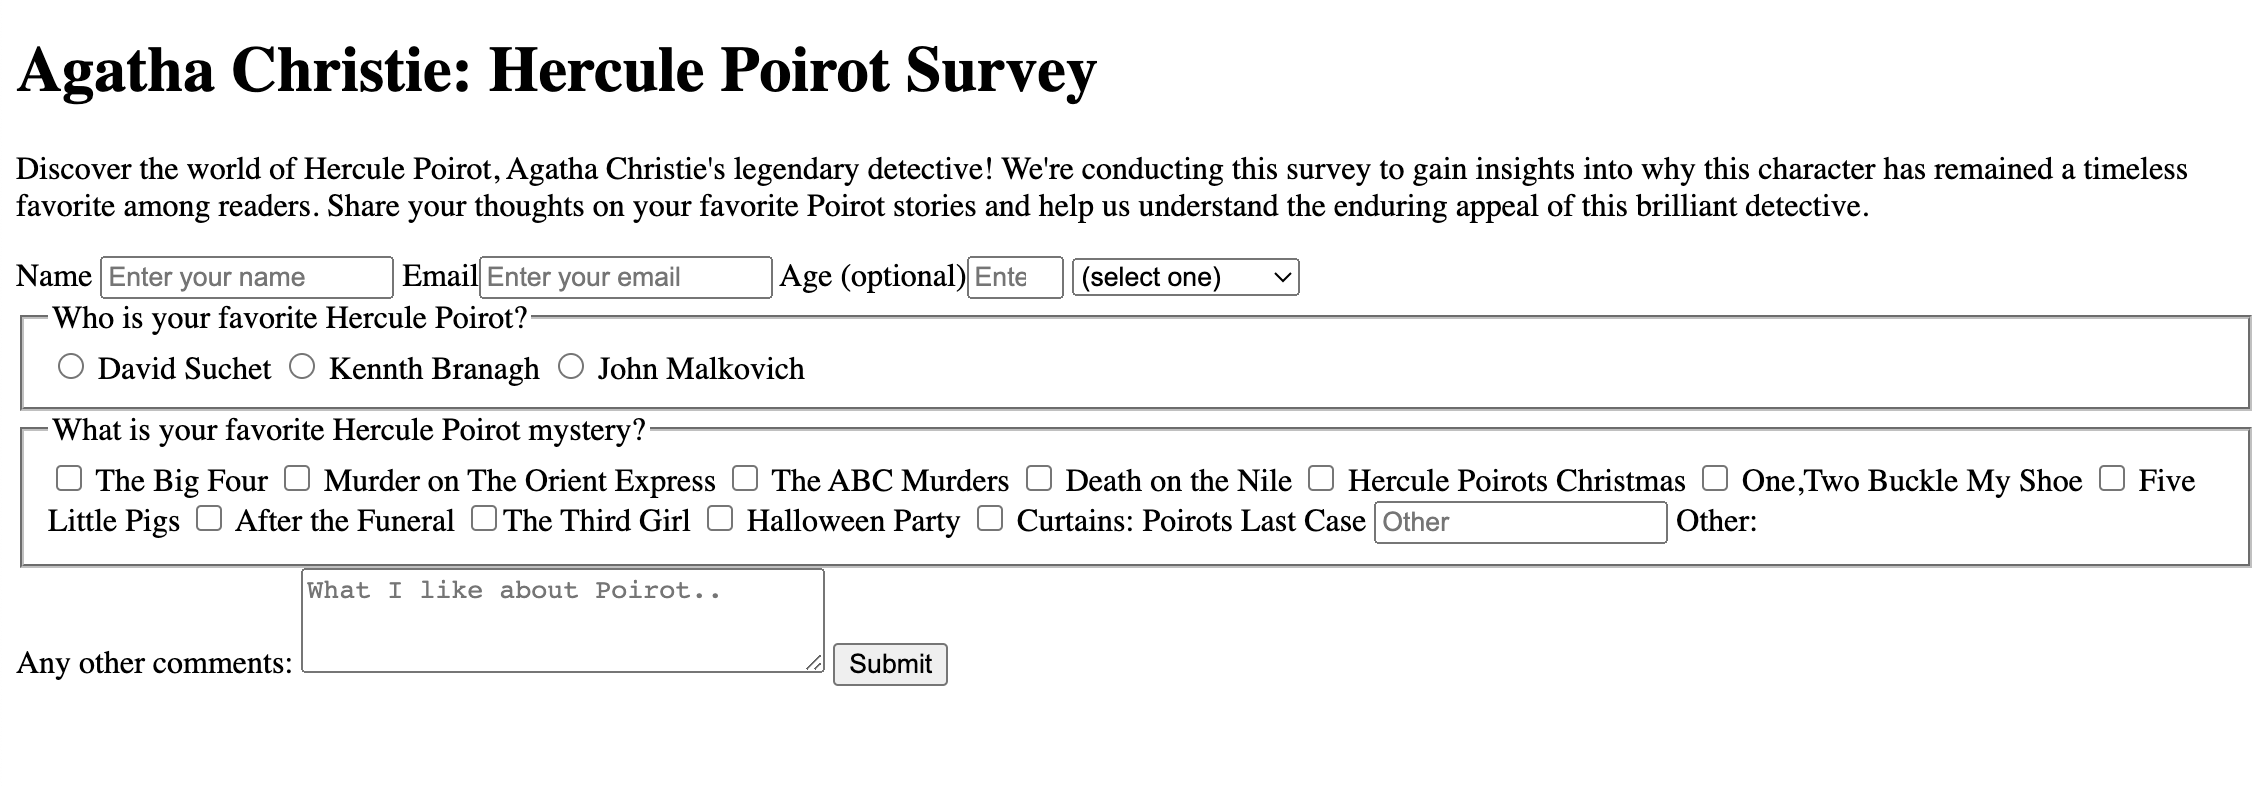 Agatha Christie: Hercule Poirot Survey
Discover the world of Hercule Poirot, Agatha Christie's legendary detective! We're conducting this survey to gain insights into why this character has remained a timeless
favorite among readers. Share your thoughts on your favorite Poirot stories and help us understand the enduring appeal of this brilliant detective.
Name Enter your name Email Enter your email Age (optional) Ente (select one)
Who is your favorite Hercule Poirot?
David Suchet Kennth Branagh John Malkovich
What is your favorite Hercule Poirot mystery?
The Big Four Murder on The Orient Express The ABC Murders Death on the Nile Hercule Poirots Christmas One,Two Buckle My Shoe Five
Little Pigs After the Funeral The Third Girl Halloween Party Curtains: Poirots Last Case Other Other:
What I like about Poirot..
Any other comments: Submit